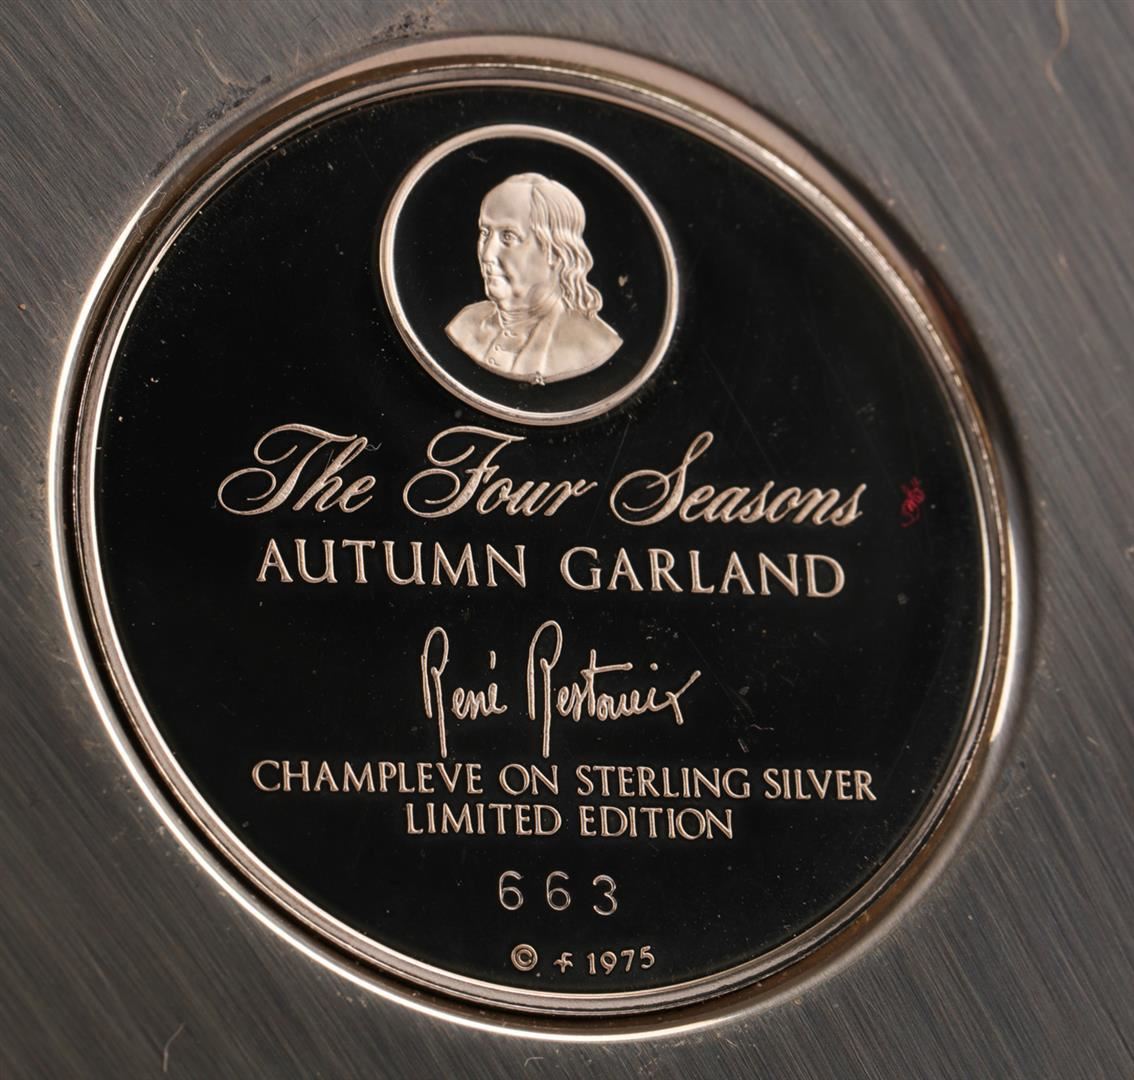 The Four Seasons
AUTUMN GARLAND
René Restoueix
CHAMPLEVE ON STERLING SILVER
LIMITED EDITION
663
© f 1975